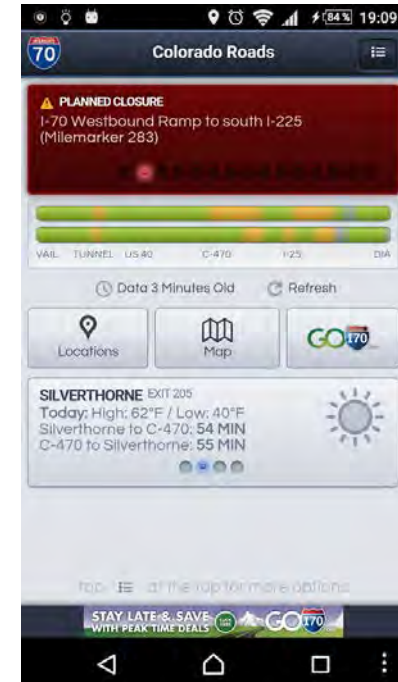 84% 19:09
70
Colorado Roads
PLANNED CLOSURE
I-70 Westbound Ramp to south I-225
(Milemarker 283)
VAIL TUNNEL US 40 C-470 I-25 DIA
Data 3 Minutes Old Refresh
Locations Map GO I70
SILVERTHORNE EXIT 205
Today: High: 62°F / Low: 40°F
Silverthorne to C-470: 54 MIN
C-470 to Silverthorne: 55 MIN
tap at the top for more options
STAY LATE & SAVE
WITH PEAK TIME DEALS GO I70